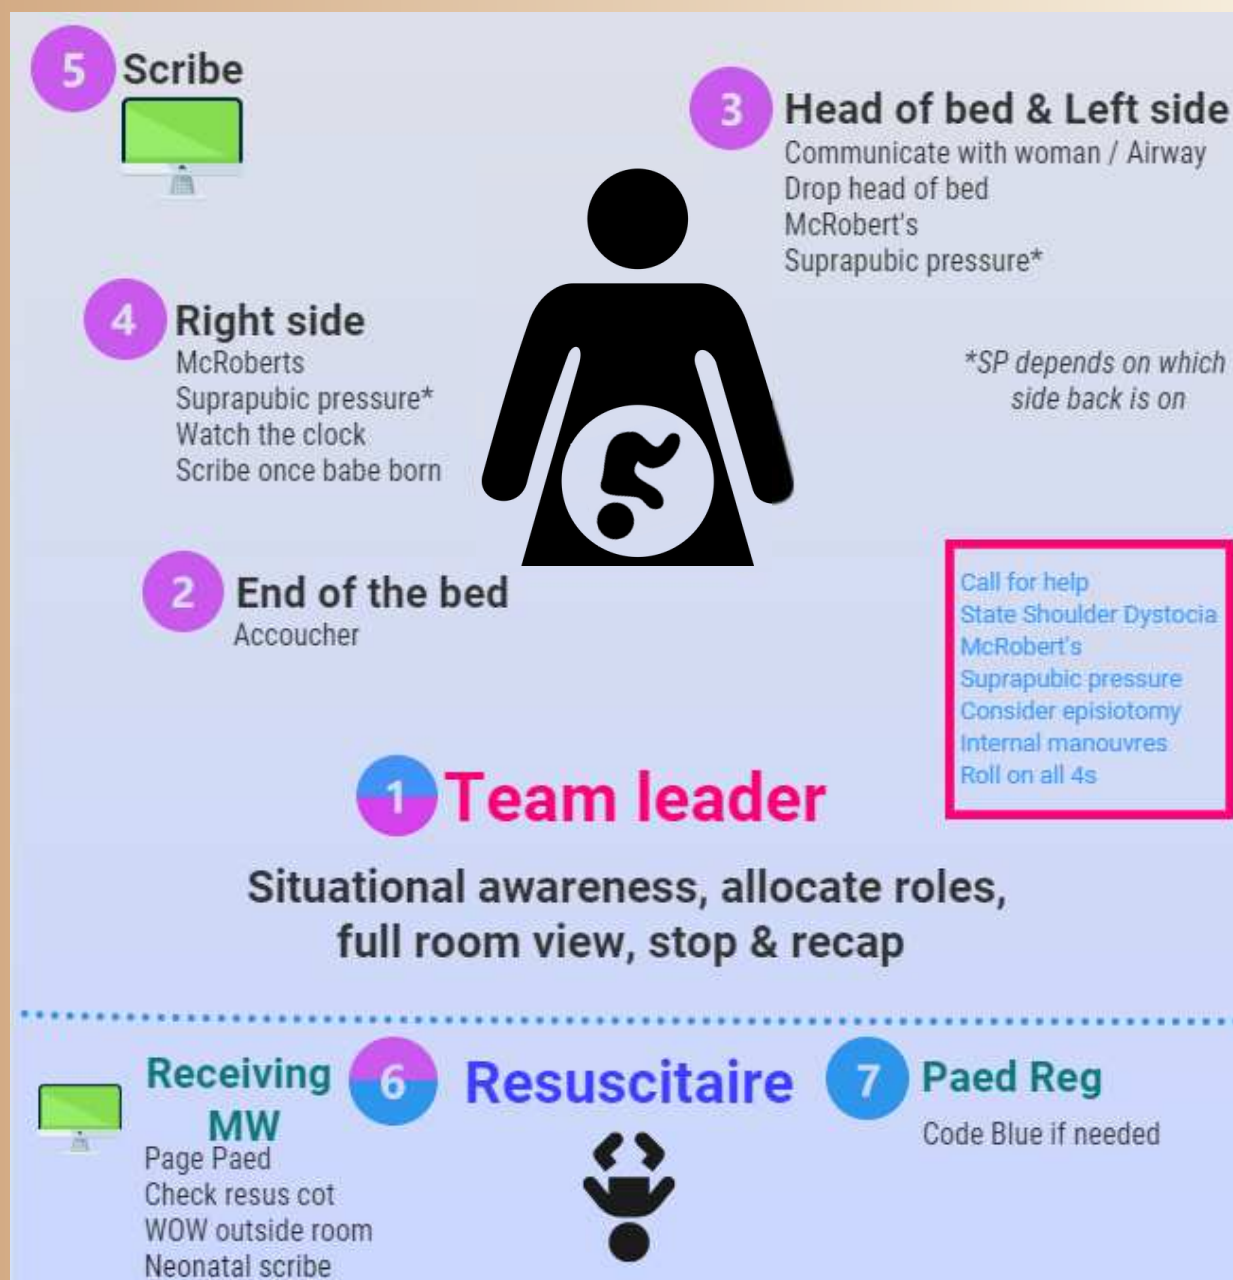 5 Scribe
3 Head of bed & Left side
Communicate with woman / Airway
Drop head of bed
McRobert's
Suprapubic pressure*
4 Right side
McRoberts
Suprapubic pressure*
Watch the clock
Scribe once babe born
*SP depends on which
side back is on
2 End of the bed
Accoucher
Call for help
State Shoulder Dystocia
McRobert's
Suprapubic pressure
Consider episiotomy
Internal manouvres
Roll on all 4s
1 Team leader
Situational awareness, allocate roles,
full room view, stop & recap
Receiving
MW
6
Page Paed
Check resus cot
WOW outside room
Neonatal scribe
Resuscitaire
7 Paed Reg
Code Blue if needed